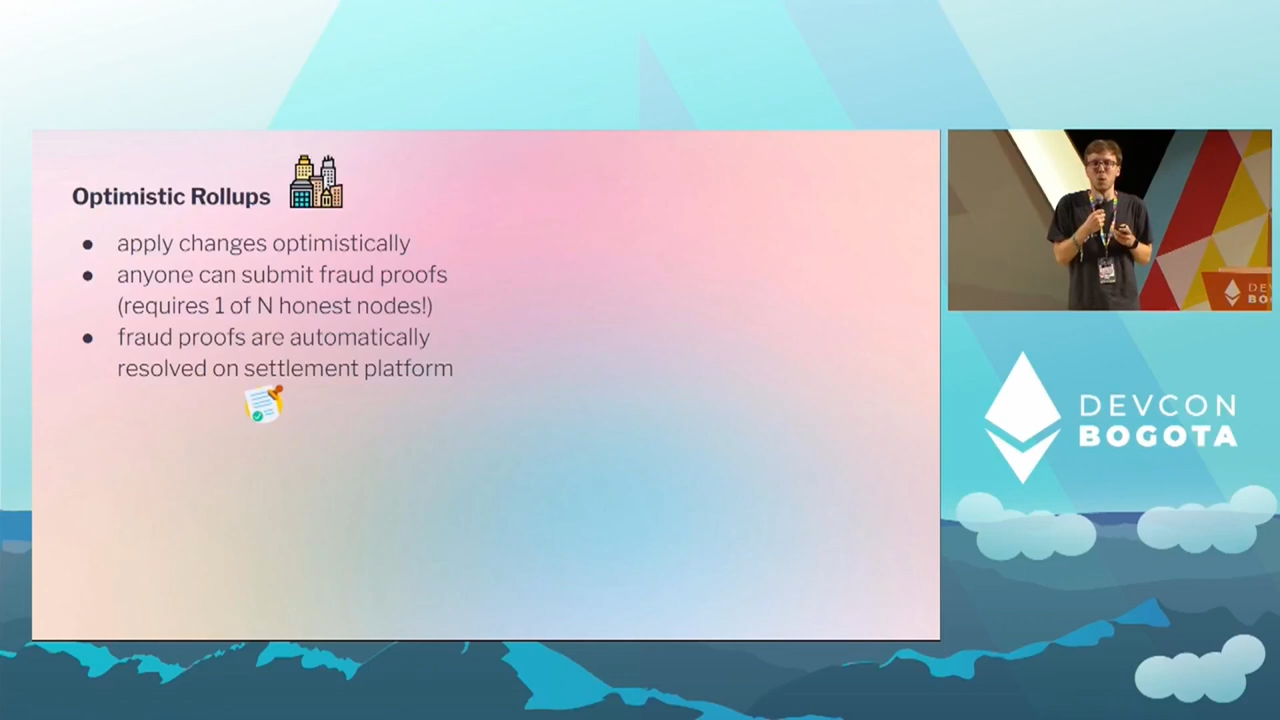 Optimistic Rollups
● apply changes optimistically
● anyone can submit fraud proofs
(requires 1 of N honest nodes!)
● fraud proofs are automatically
resolved on settlement platform
DEVCON
BOGOTA